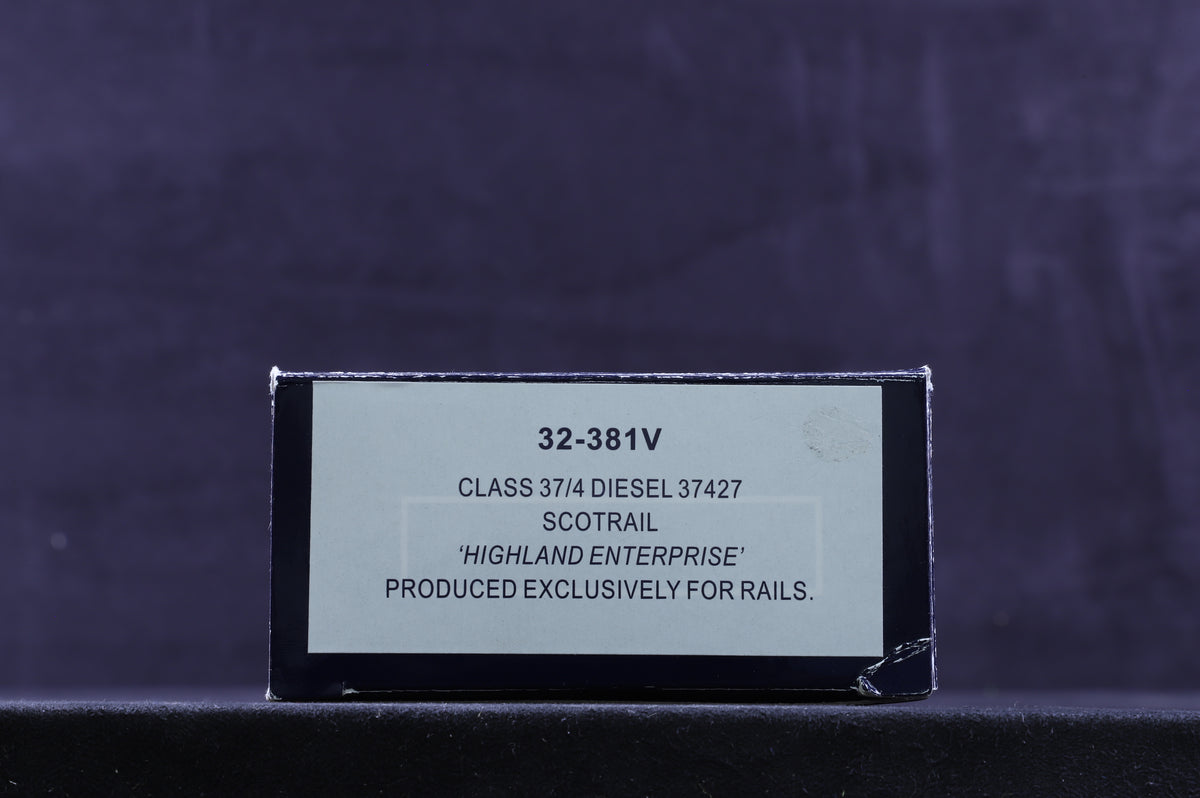 32-381V
CLASS 37/4 DIESEL 37427
SCOTRAIL
‘HIGHLAND ENTERPRISE’
PRODUCED EXCLUSIVELY FOR RAILS.